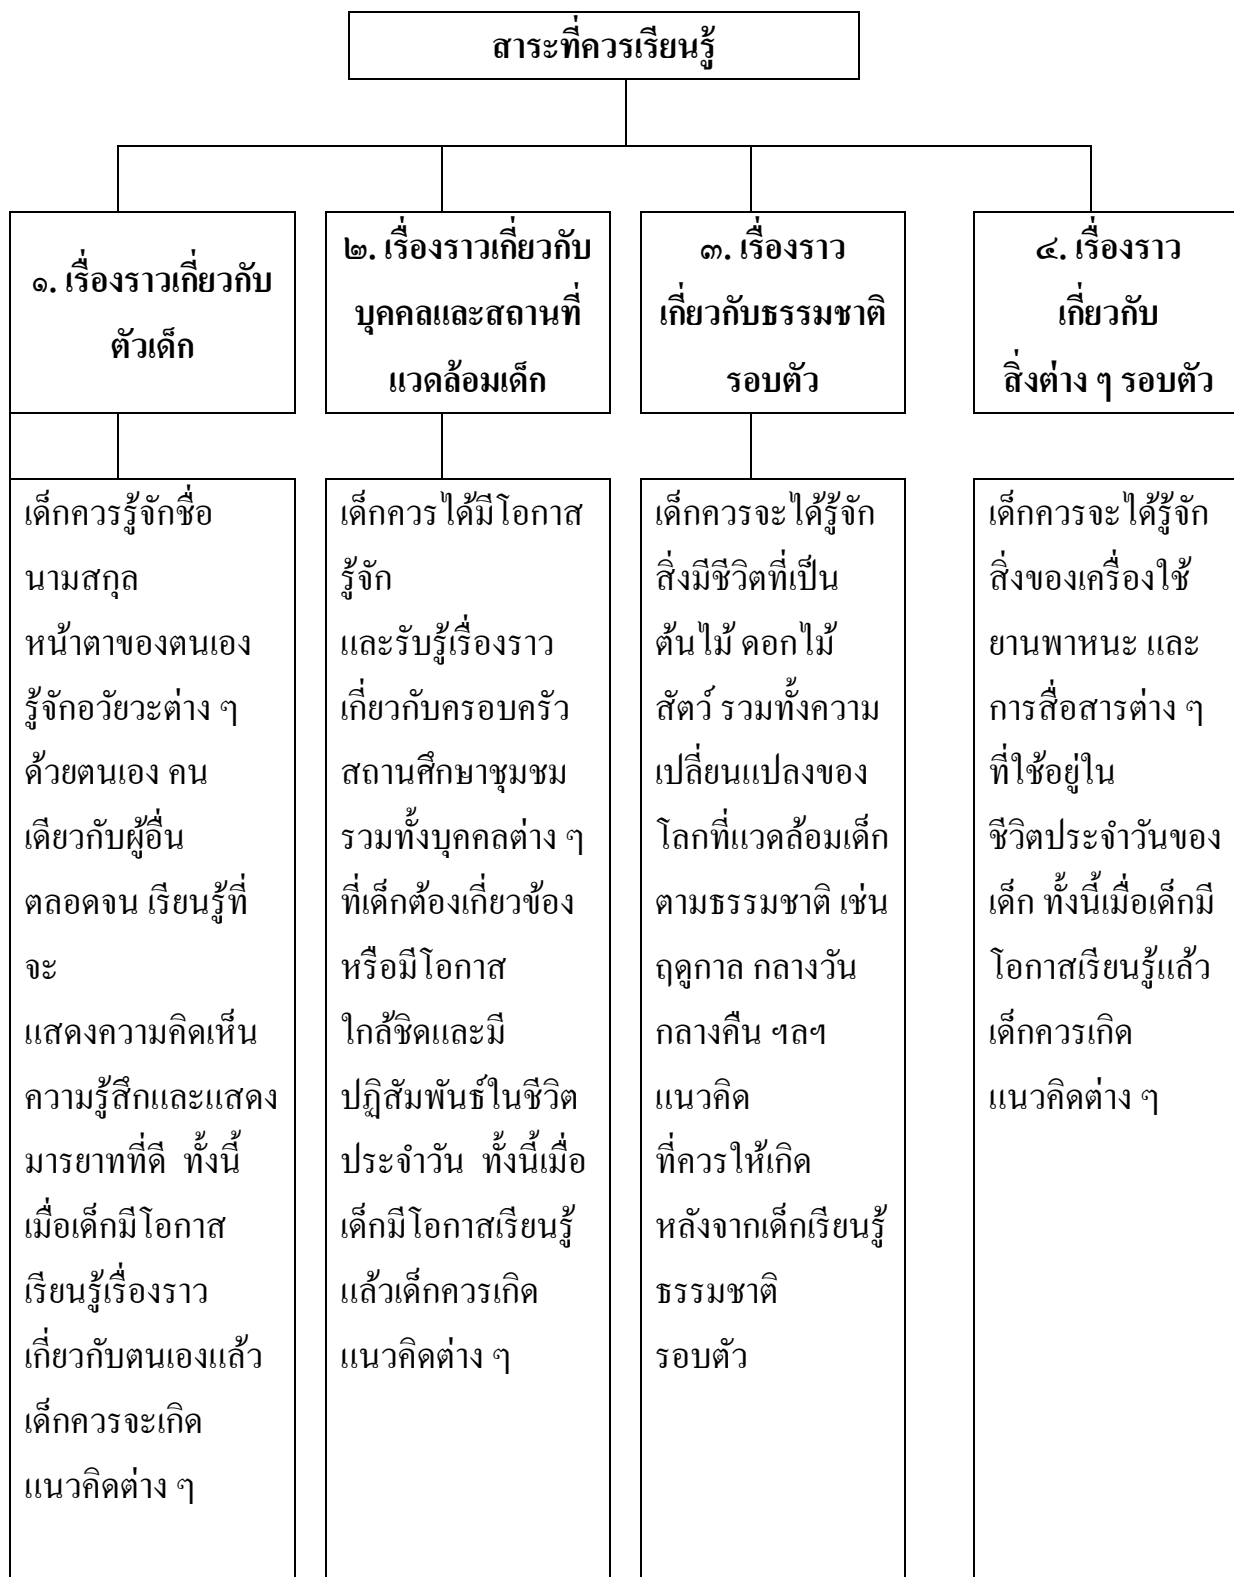 สาระที่ควรเรียนรู้
๑. เรื่องราวเกี่ยวกับ
ตัวเด็ก
๒. เรื่องราวเกี่ยวกับ
บุคคลและสถานที่
แวดล้อมเด็ก
๓. เรื่องราว
เกี่ยวกับธรรมชาติ
รอบตัว
๔. เรื่องราว
เกี่ยวกับ
สิ่งต่าง ๆ รอบตัว
เด็กควรรู้จักชื่อ
นามสกุล
หน้าตาของตนเอง
รู้จักอวัยวะต่าง ๆ
ด้วยตนเอง คน
เดียวกับผู้อื่น
ตลอดจน เรียนรู้ที่
จะ
แสดงความคิดเห็น
ความรู้สึกและแสดง
มารยาทที่ดี ทั้งนี้
เมื่อเด็กมีโอกาส
เรียนรู้เรื่องราว
เกี่ยวกับตนเองแล้ว
เด็กควรจะเกิด
แนวคิดต่าง ๆ
เด็กควรได้มีโอกาส
รู้จัก
และรับรู้เรื่องราว
เกี่ยวกับครอบครัว
สถานศึกษาชุมชม
รวมทั้งบุคคลต่าง ๆ
ที่เด็กต้องเกี่ยวข้อง
หรือมีโอกาส
ใกล้ชิดและมี
ปฏิสัมพันธ์ในชีวิต
ประจำวัน ทั้งนี้เมื่อ
เด็กมีโอกาสเรียนรู้
แล้วเด็กควรเกิด
แนวคิดต่าง ๆ
เด็กควรจะได้รู้จัก
สิ่งมีชีวิตที่เป็น
ต้นไม้ ดอกไม้
สัตว์ รวมทั้งความ
เปลี่ยนแปลงของ
โลกที่แวดล้อมเด็ก
ตามธรรมชาติ เช่น
ฤดูกาล กลางวัน
กลางคืน ฯลฯ
แนวคิด
ที่ควรให้เกิด
หลังจากเด็กเรียนรู้
ธรรมชาติ
รอบตัว
เด็กควรจะได้รู้จัก
สิ่งของเครื่องใช้
ยานพาหนะ และ
การสื่อสารต่าง ๆ
ที่ใช้อยู่ใน
ชีวิตประจำวันของ
เด็ก ทั้งนี้เมื่อเด็กมี
โอกาสเรียนรู้แล้ว
เด็กควรเกิด
แนวคิดต่าง ๆ